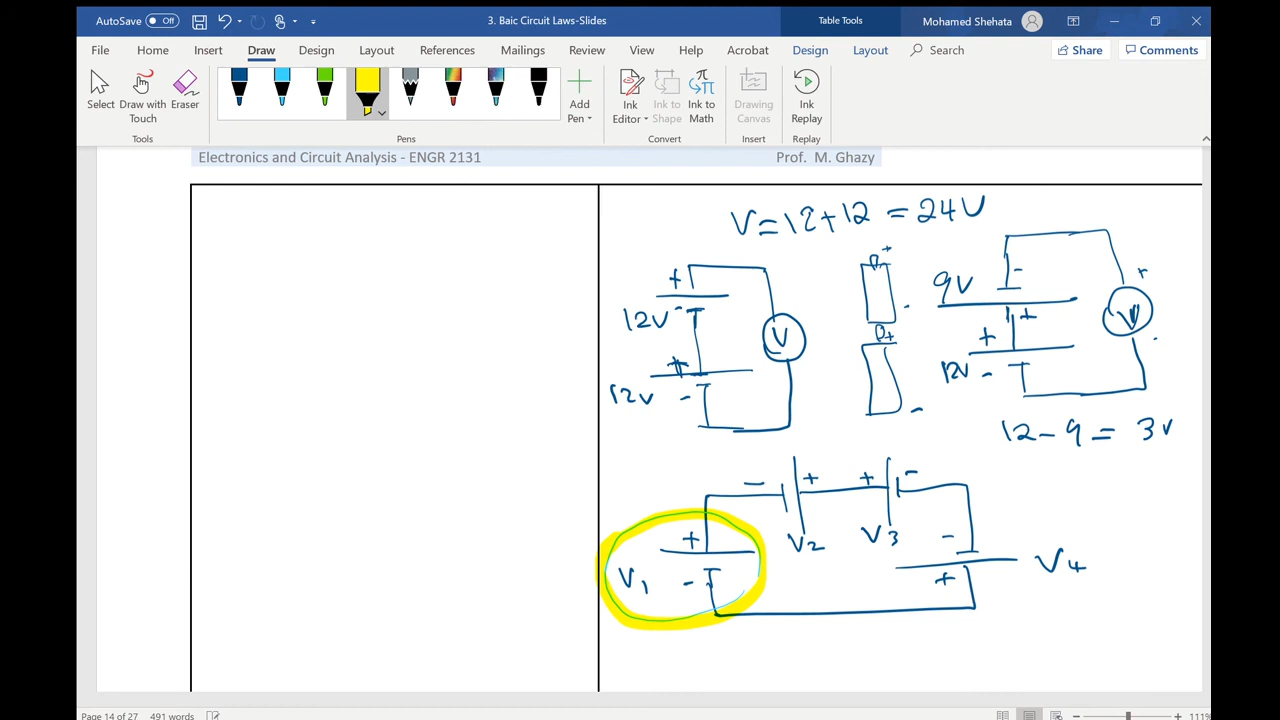 AutoSave Off
3. Baic Circuit Laws-Slides
Table Tools
Mohamed Shehata
File Home Insert Draw Design Layout References Mailings Review View Help Acrobat Design Layout Search Share Comments
Select
Draw with Touch
Eraser
Add Pen
Ink Editor
Ink to Shape
Ink to Math
Drawing Canvas
Ink Replay
Tools
Pens
Convert
Insert
Replay
Electronics and Circuit Analysis - ENGR 2131
Prof. M. Ghazy
V = 12 + 12 = 24V
+
12V -
+
12V -
V
+
-
+
-
9V
-
+
+
12V -
+
V
-
12 - 9 = 3V
- +
V2
+ -
V3
+
V1 -
-
+
V4
Page 14 of 27 491 words
111%